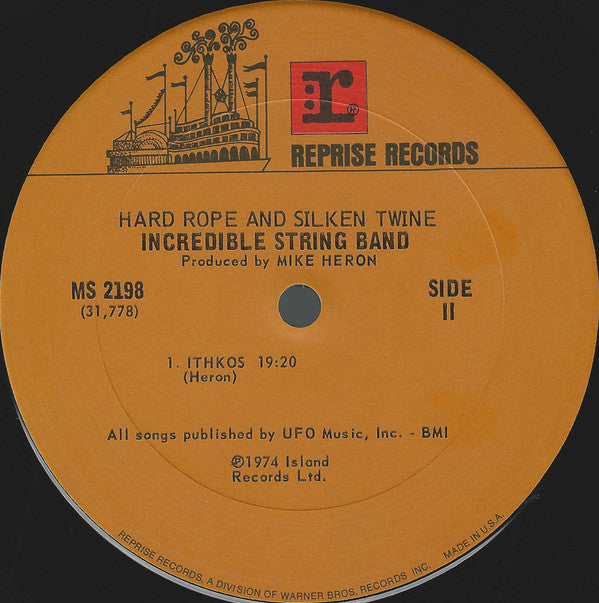 :r ®
REPRISE RECORDS
HARD ROPE AND SILKEN TWINE
INCREDIBLE STRING BAND
Produced by MIKE HERON
MS 2198
(31,778)
SIDE
II
1. ITHKOS 19:20
(Heron)
All songs published by UFO Music, Inc. - BMI
℗1974 Island
Records Ltd.
REPRISE RECORDS, A DIVISION OF WARNER BROS. RECORDS INC. MADE IN U.S.A.